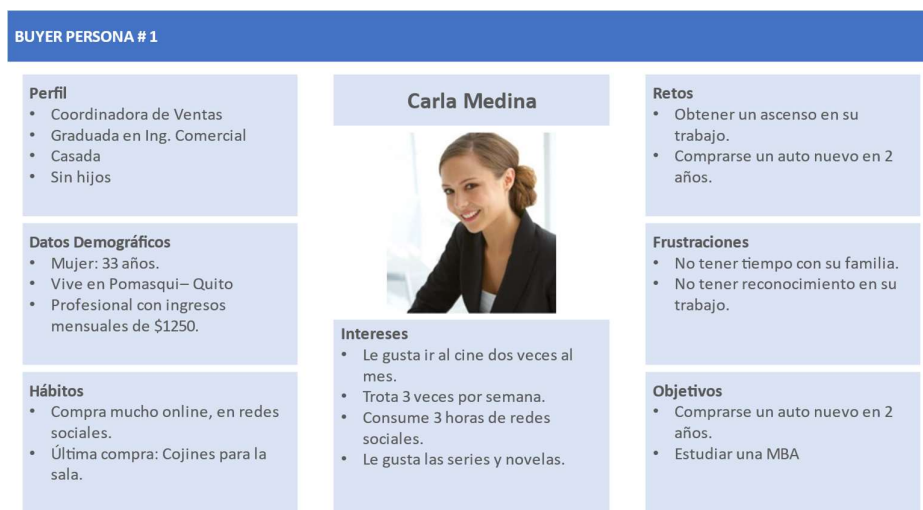 BUYER PERSONA # 1
Perfil
• Coordinadora de Ventas
• Graduada en Ing. Comercial
• Casada
• Sin hijos
Datos Demográficos
• Mujer: 33 años.
• Vive en Pomasqui– Quito
• Profesional con ingresos
mensuales de $1250.
Hábitos
• Compra mucho online, en redes
sociales.
• Última compra: Cojines para la
sala.
Carla Medina
Intereses
• Le gusta ir al cine dos veces al
mes.
• Trota 3 veces por semana.
• Consume 3 horas de redes
sociales.
• Le gusta las series y novelas.
Retos
• Obtener un ascenso en su
trabajo.
• Comprarse un auto nuevo en 2
años.
Frustraciones
• No tener tiempo con su familia.
• No tener reconocimiento en su
trabajo.
Objetivos
• Comprarse un auto nuevo en 2
años.
• Estudiar una MBA